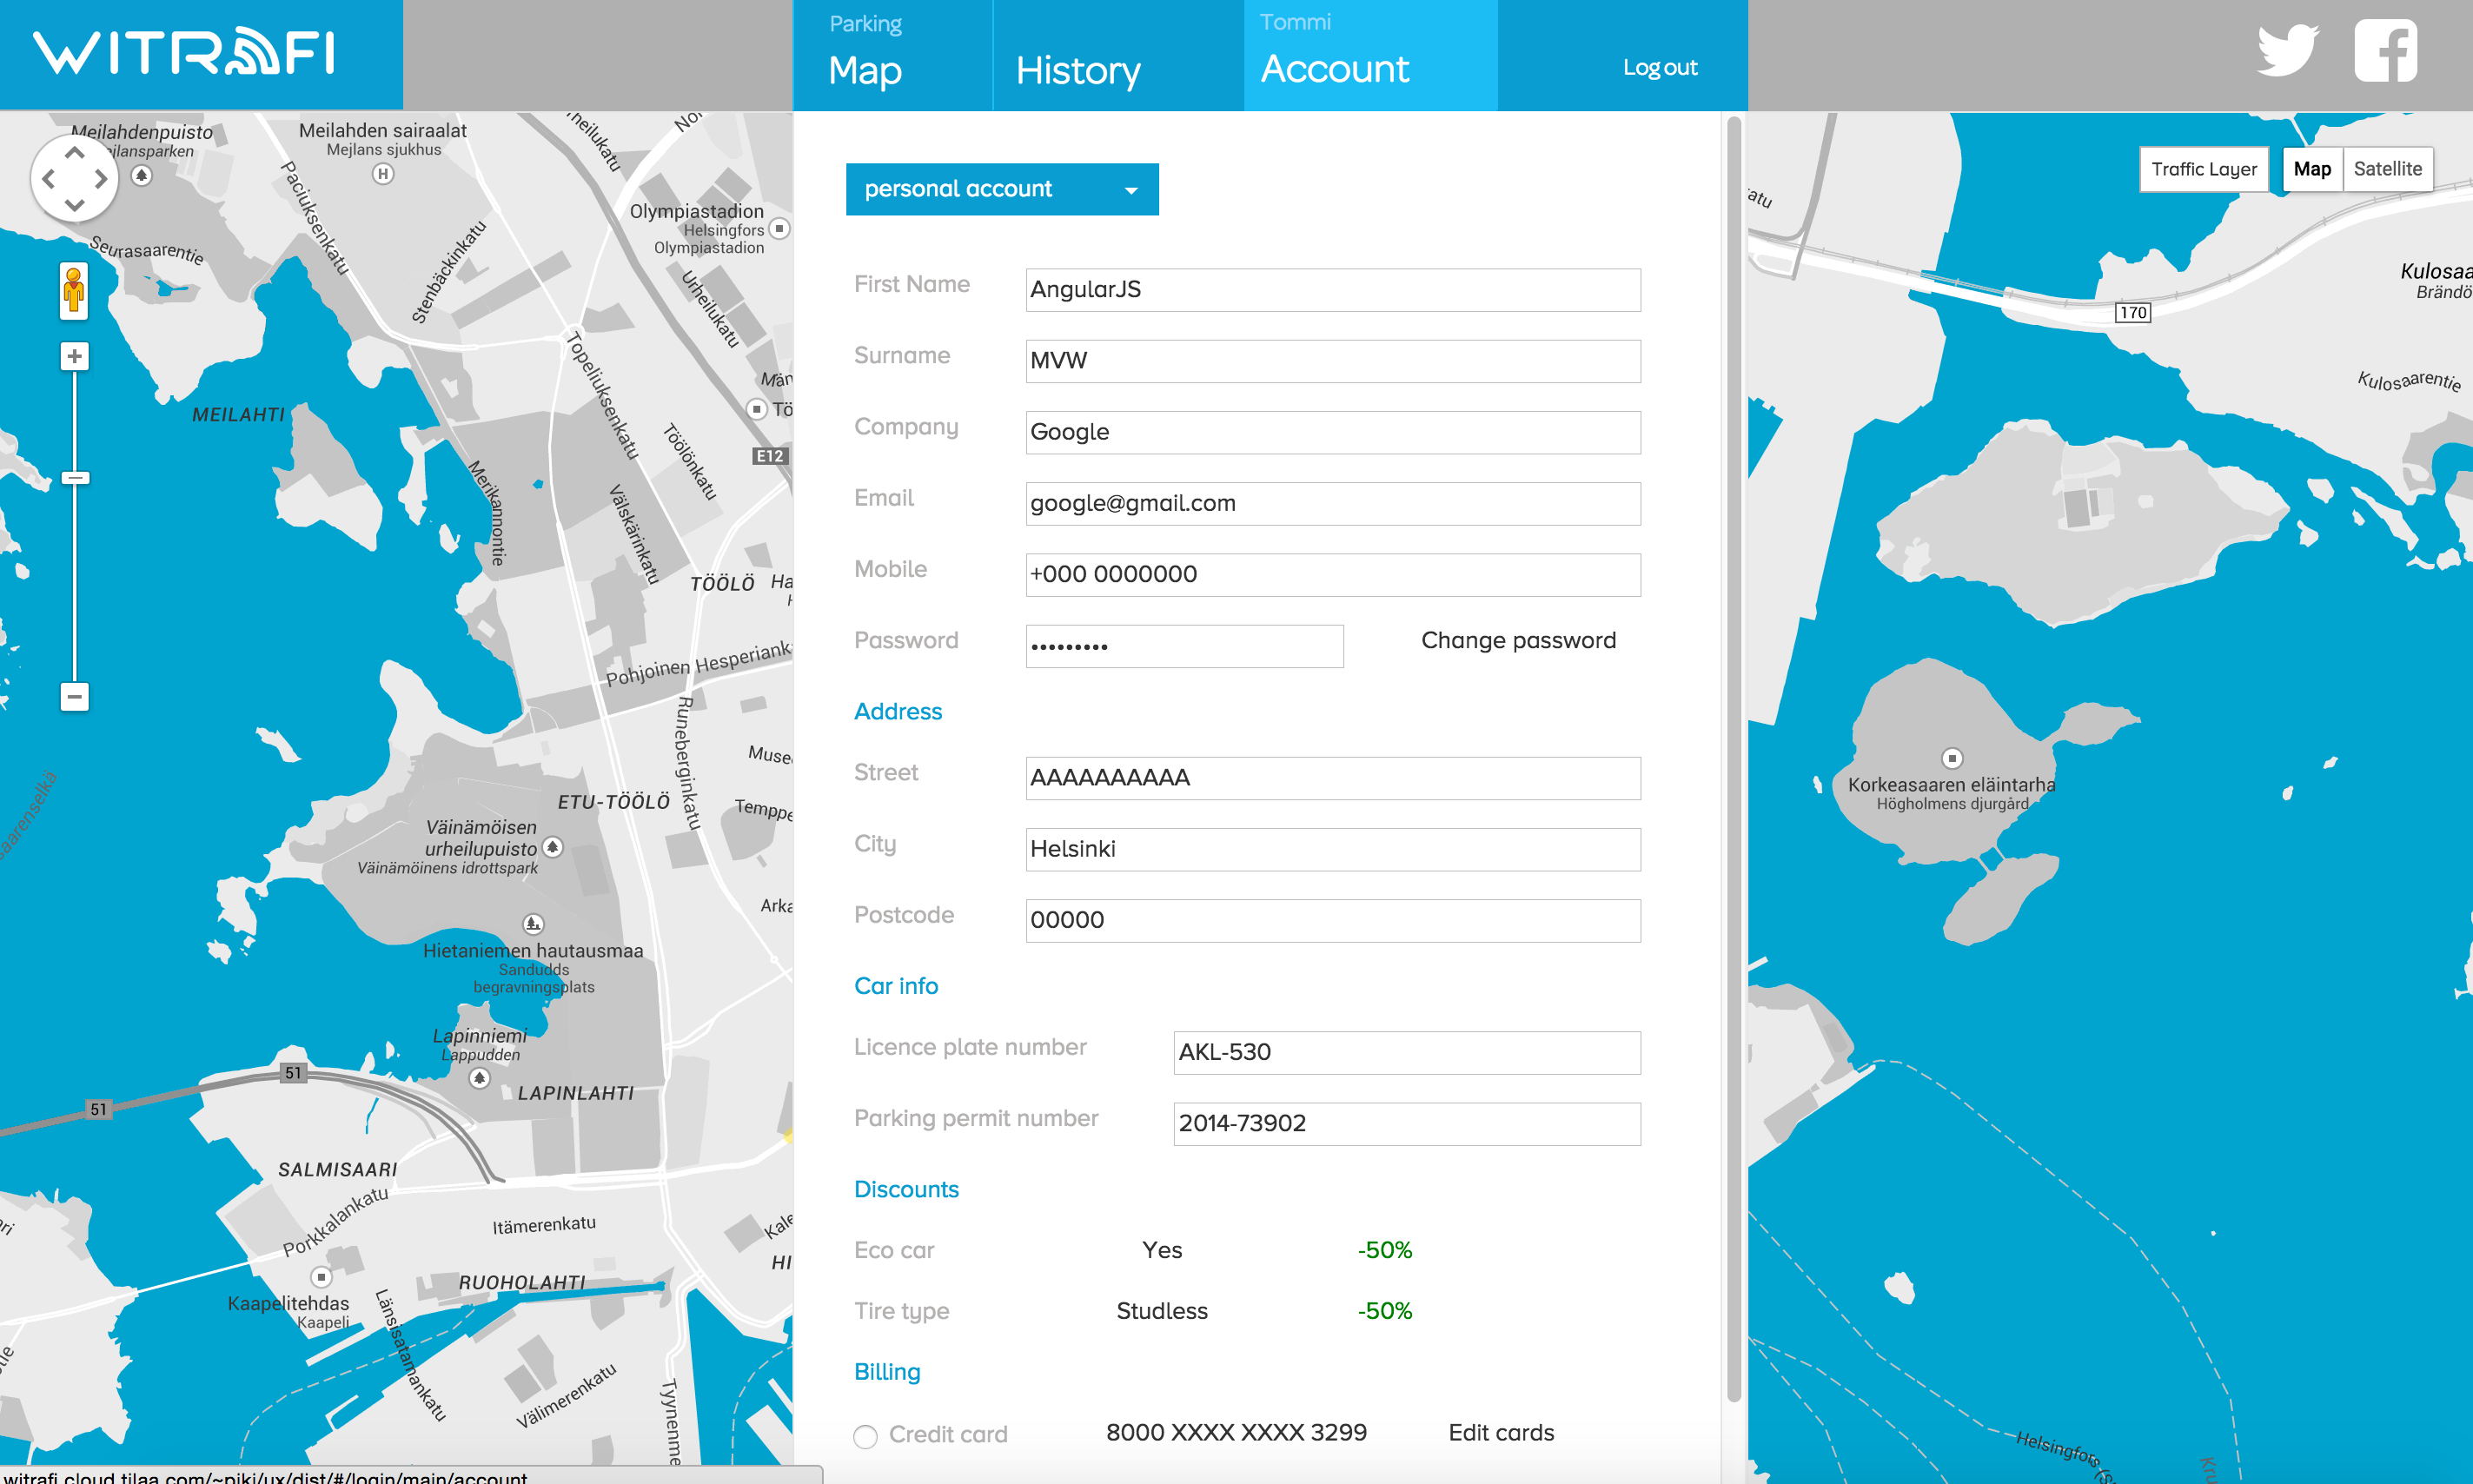 WITRAFI
Parking
Map
History
Tommi
Account
Log out
Meilahdenpuisto
Meilahden sairaalat
Mejlans sjukhus
H
Paciuksenkatu
Seurasaarentie
Stenbäckinkatu
Olympiastadion
Helsingfors
Olympiastadion
Urheilukatu
Topeliuksenkatu
MEILAHTI
Merikannontie
Töölönkatu
E12
Välskärinkatu
TÖÖLÖ
Runeberginkatu
ETU-TÖÖLÖ
Väinämöisen
urheilupuisto
Väinämöinens idrottspark
Hietaniemen hautausmaa
Sandudds
begravningsplats
Lapinniemi
Lappudden
51
51
LAPINLAHTI
SALMISAARI
Porkkalankatu
Itämerenkatu
RUOHOLAHTI
Kaapelitehdas
Kaapeli
Länsisatamankatu
Välimerenkatu
witrafi.cloud.tilaa.com/~piki/ux/dist/#/login/main/account
personal account
First Name
AngularJS
Surname
MVW
Company
Google
Email
google@gmail.com
Mobile
+000 0000000
Password
•••••••••
Change password
Address
Street
AAAAAAAAAA
City
Helsinki
Postcode
00000
Car info
Licence plate number
AKL-530
Parking permit number
2014-73902
Discounts
Eco car
Yes
-50%
Tire type
Studless
-50%
Billing
Credit card
8000 XXXX XXXX 3299
Edit cards
Traffic Layer
Map
Satellite
170
Kulosaarentie
Korkeasaaren eläintarha
Högholmens djurgård